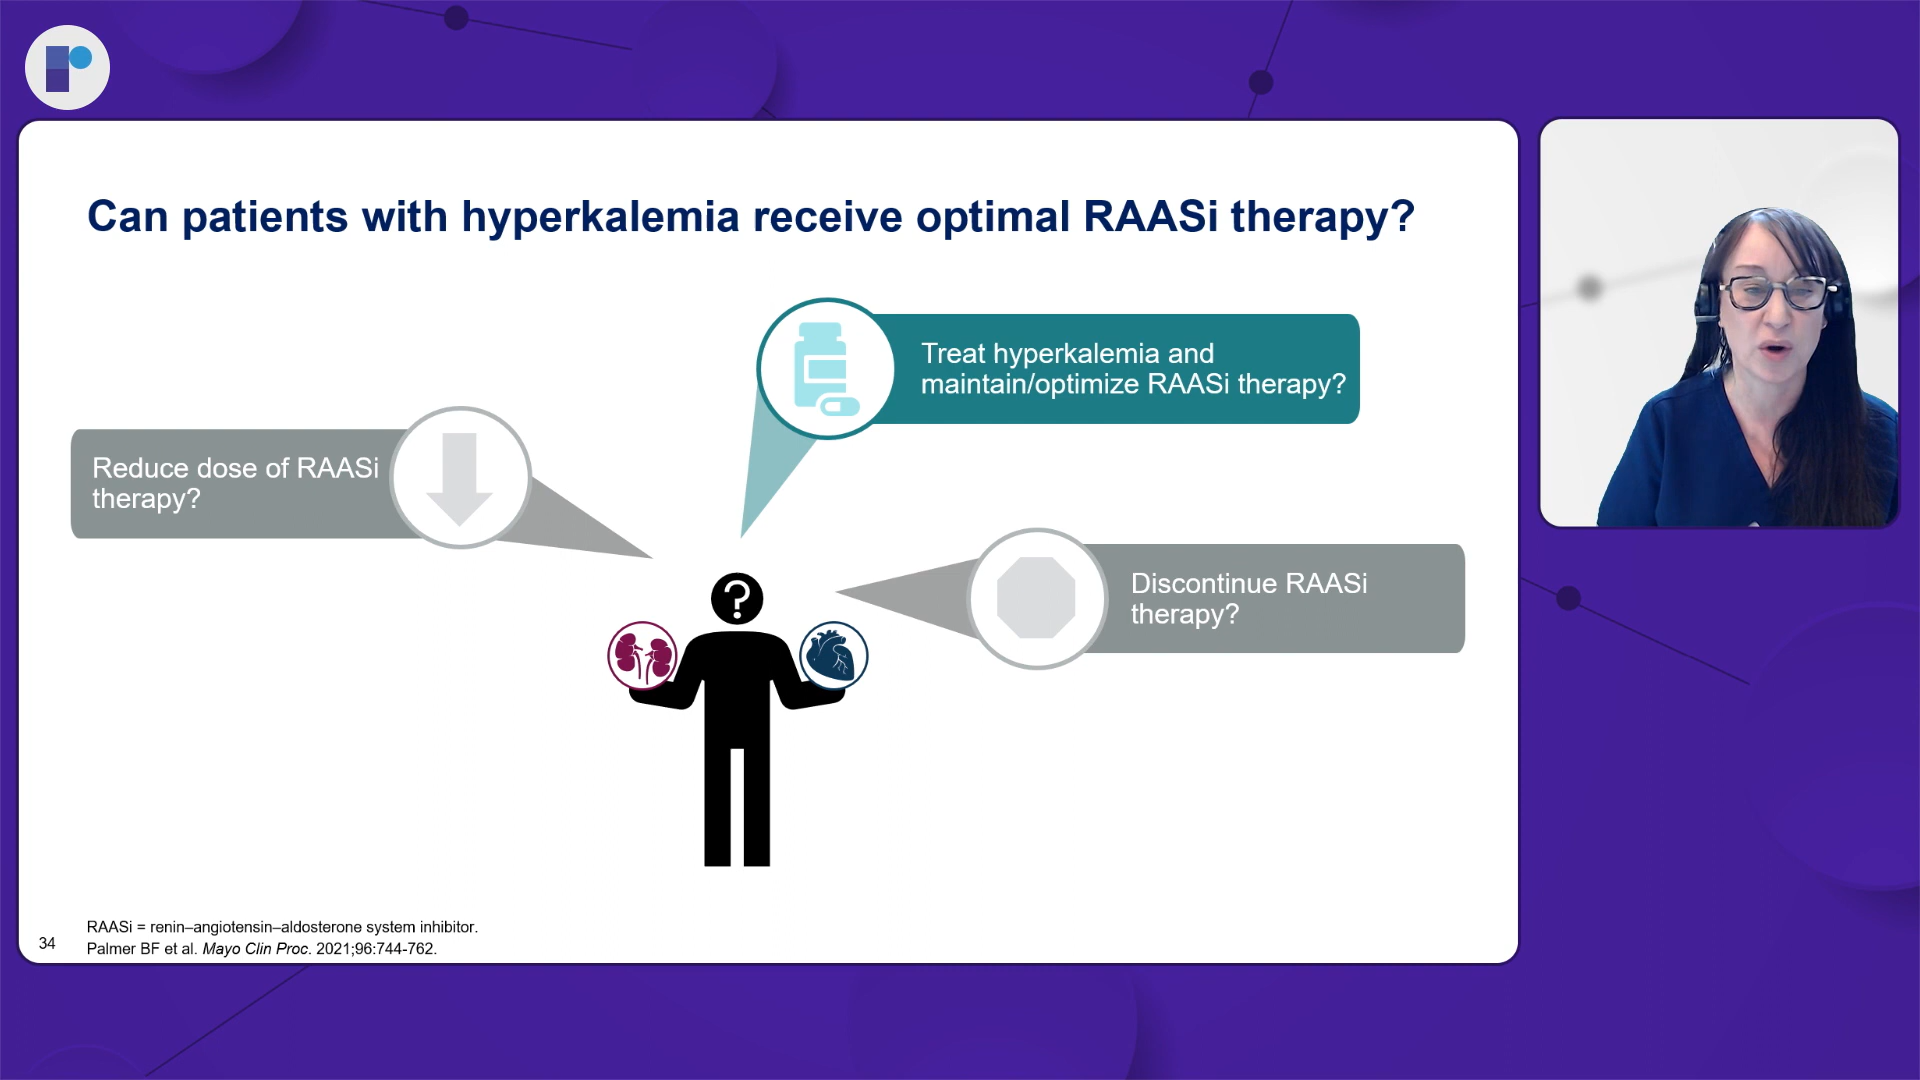 Can patients with hyperkalemia receive optimal RAASi therapy?
Treat hyperkalemia and
maintain/optimize RAASi therapy?
Reduce dose of RAASi
therapy?
Discontinue RAASi
therapy?
?
RAASi = renin–angiotensin–aldosterone system inhibitor.
34
Palmer BF et al. Mayo Clin Proc. 2021;96:744-762.